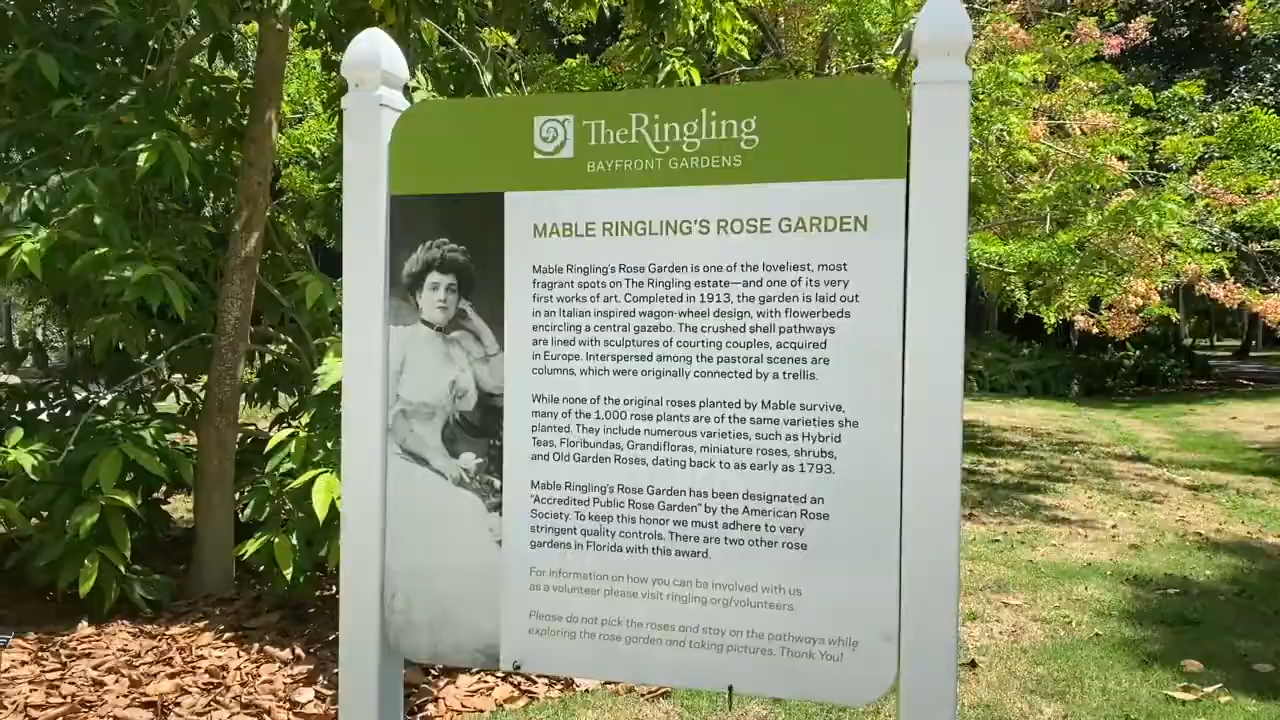 The Ringling
BAYFRONT GARDENS
MABLE RINGLING'S ROSE GARDEN
Mable Ringling's Rose Garden is one of the loveliest, most
fragrant spots on The Ringling estate—and one of its very
first works of art. Completed in 1913, the garden is laid out
in an Italian inspired wagon-wheel design, with flowerbeds
encircling a central gazebo. The crushed shell pathways
are lined with sculptures of courting couples, acquired
in Europe. Interspersed among the pastoral scenes are
columns, which were originally connected by a trellis.
While none of the original roses planted by Mable survive,
many of the 1,000 rose plants are of the same varieties she
planted. They include numerous varieties, such as Hybrid
Teas, Floribundas, Grandifloras, miniature roses, shrubs,
and Old Garden Roses, dating back to as early as 1793.
Mable Ringling's Rose Garden has been designated an
"Accredited Public Rose Garden" by the American Rose
Society. To keep this honor we must adhere to very
stringent quality controls. There are two other rose
gardens in Florida with this award.
For information on how you can be involved with us
as a volunteer please visit ringling.org/volunteers.
Please do not pick the roses and stay on the pathways while
exploring the rose garden and taking pictures. Thank You!